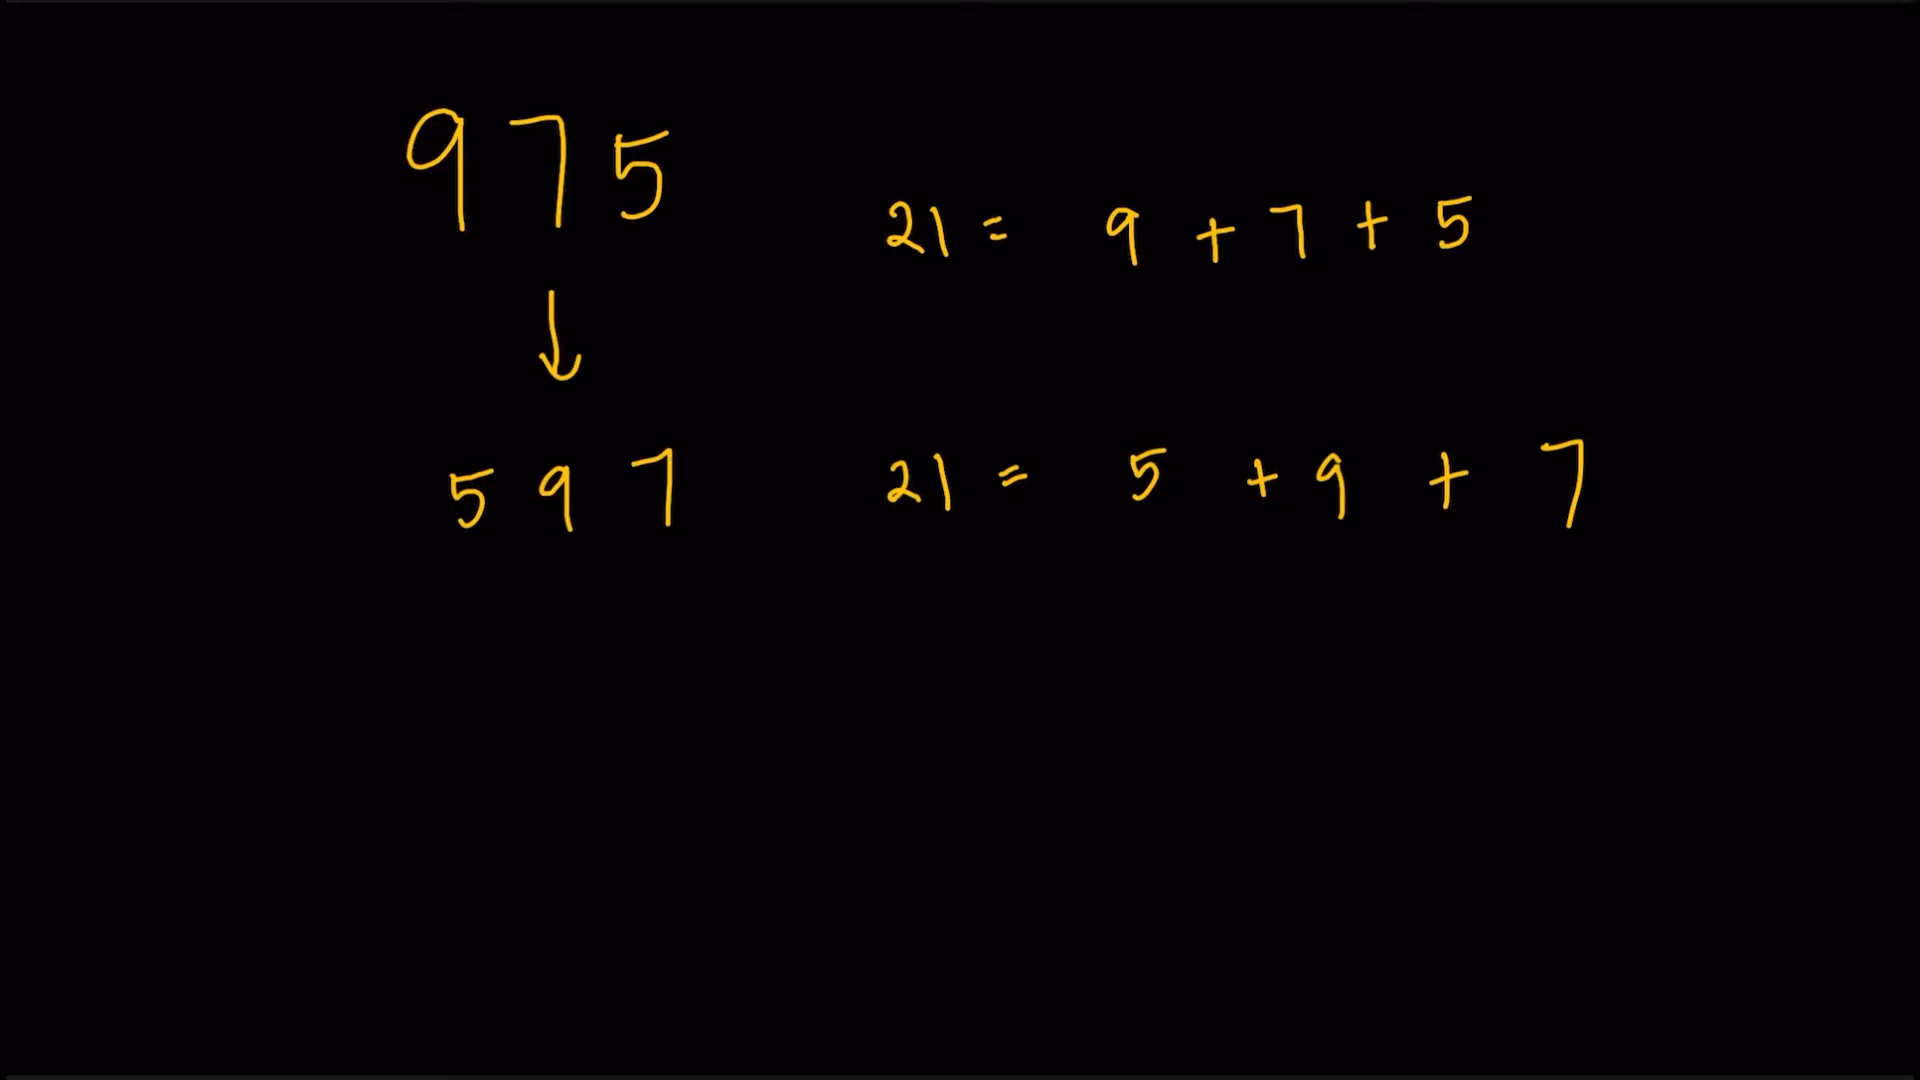 975
21 = 9 + 7 + 5
↓
597
21 = 5 + 9 + 7